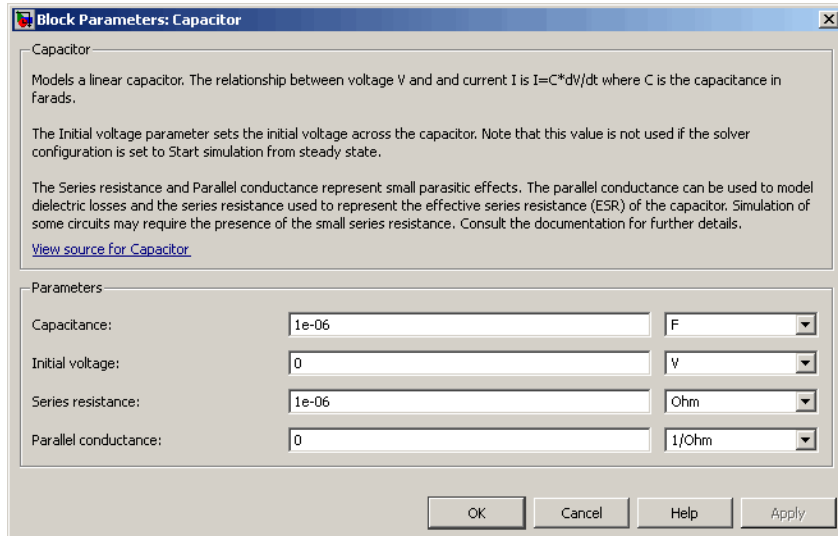 Block Parameters: Capacitor
Capacitor
Models a linear capacitor. The relationship between voltage V and and current I is I=C*dV/dt where C is the capacitance in
farads.
The Initial voltage parameter sets the initial voltage across the capacitor. Note that this value is not used if the solver
configuration is set to Start simulation from steady state.
The Series resistance and Parallel conductance represent small parasitic effects. The parallel conductance can be used to model
dielectric losses and the series resistance used to represent the effective series resistance (ESR) of the capacitor. Simulation of
some circuits may require the presence of the small series resistance. Consult the documentation for further details.
View source for Capacitor
Parameters
Capacitance: 1e-06 F
Initial voltage: 0 V
Series resistance: 1e-06 Ohm
Parallel conductance: 0 1/Ohm
OK Cancel Help Apply